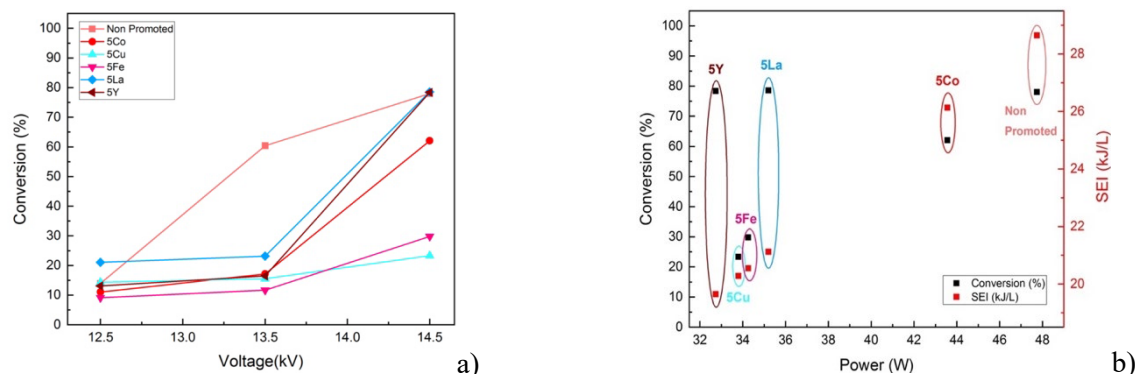 100
90
80
70
60
50
40
30
20
10
0
Conversion (%)
Non Promoted
5Co
5Cu
5Fe
5La
5Y
12.5
13.0
13.5
14.0
14.5
Voltage(kV)
a)
100
90
80
70
60
50
40
30
20
10
0
Conversion (%)
5Y
5La
5Co
Non
Promoted
5Fe
5Cu
Conversion (%)
SEI (kJ/L)
32
34
36
38
40
42
44
46
48
Power (W)
28
26
24
22
20
SEI (kJ/L)
b)